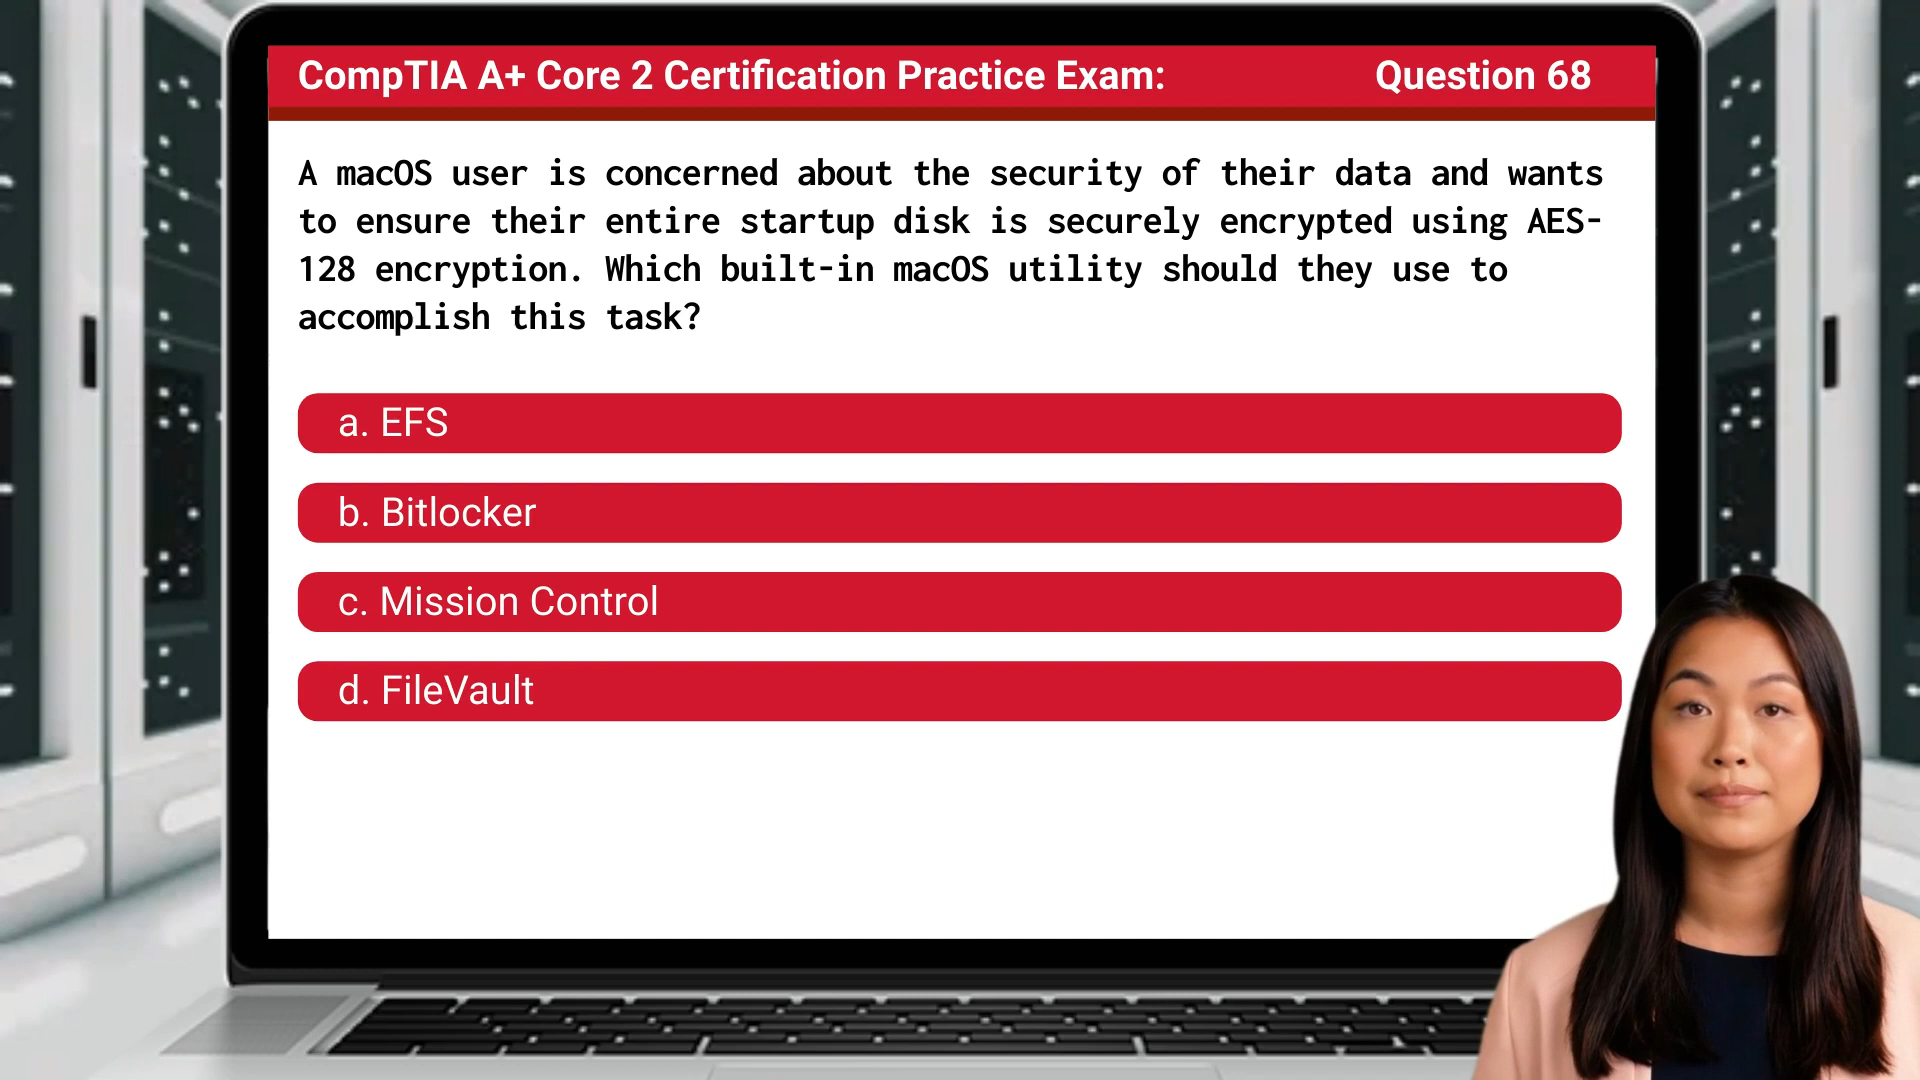 CompTIA A+ Core 2 Certification Practice Exam: Question 68
A macOS user is concerned about the security of their data and wants
to ensure their entire startup disk is securely encrypted using AES-
128 encryption. Which built-in macOS utility should they use to
accomplish this task?
a. EFS
b. Bitlocker
c. Mission Control
d. FileVault